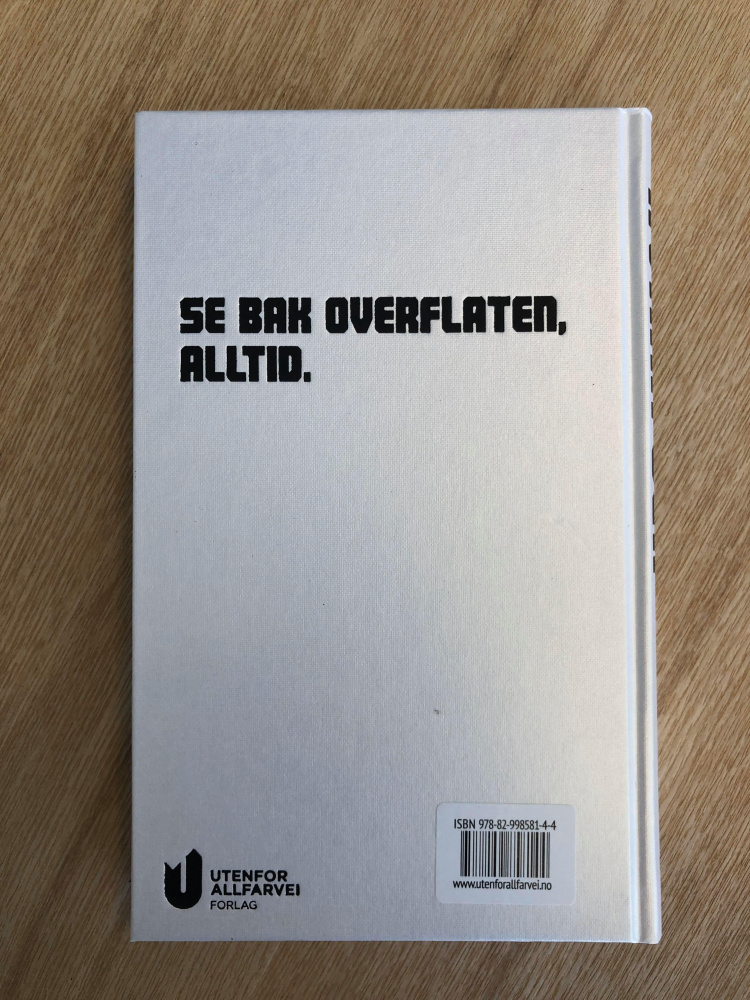 SE BAK OVERFLATEN,
ALLTID.
ISBN 978-82-998581-4-4
www.utenforallfarvei.no
UTENFOR
ALLFARVEI
FORLAG